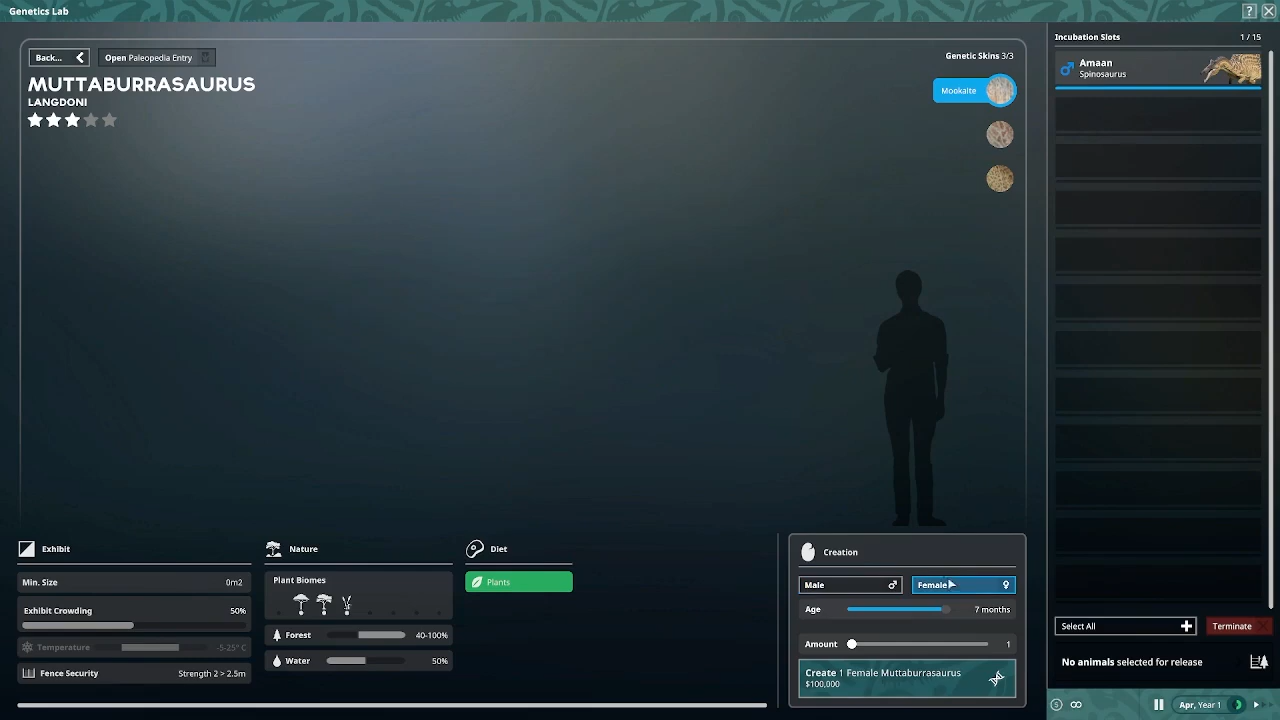 Genetics Lab
?
Back...
Open Paleopedia Entry
MUTTABURRASAURUS
LANGDONI
Genetic Skins 3/3
Mookaite
Incubation Slots 1 / 15
Amaan
Spinosaurus
Exhibit
Min. Size 0m2
Exhibit Crowding 50%
Temperature -5-25° C
Fence Security Strength 2 > 2.5m
Nature
Plant Biomes
Forest 40-100%
Water 50%
Diet
Plants
Creation
Male
Female
Age 7 months
Amount 1
Create 1 Female Muttaburrasaurus
$100,000
Select All
Terminate
No animals selected for release
S
Apr, Year 1